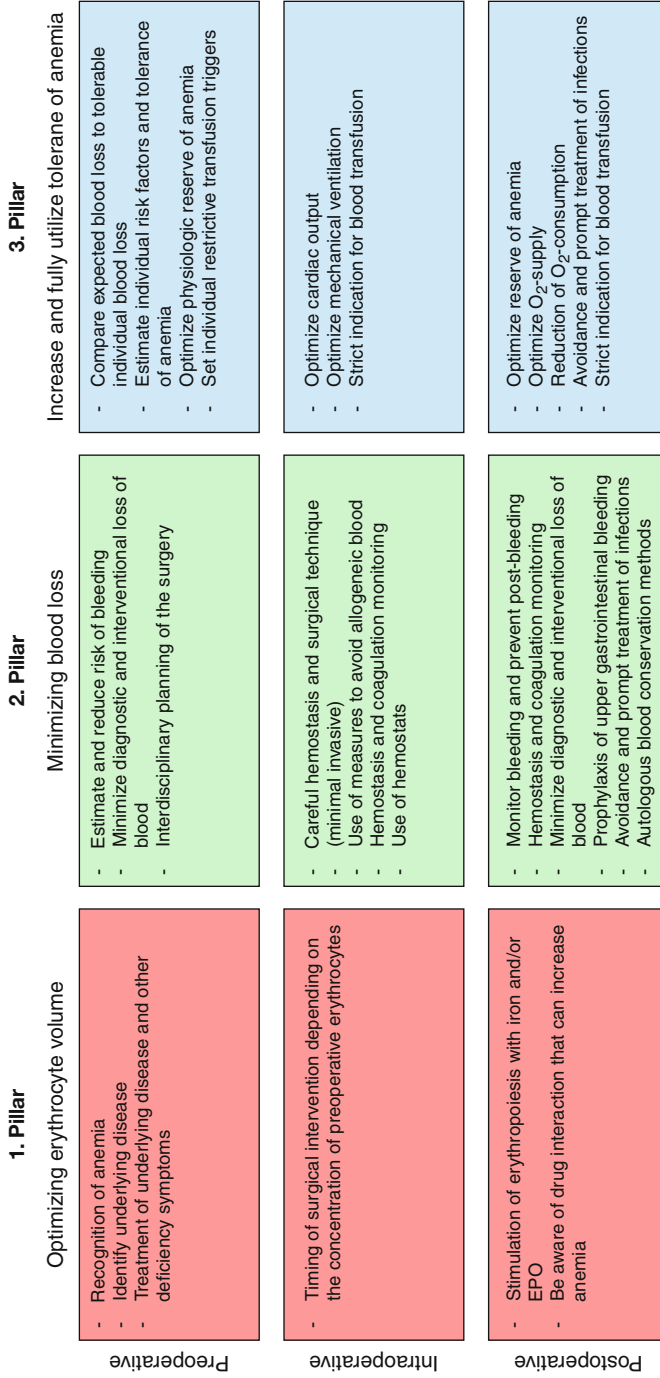 1. Pillar
Optimizing erythrocyte volume
2. Pillar
Minimizing blood loss
3. Pillar
Increase and fully utilize tolerane of anemia
Preoperative
- Recognition of anemia
- Identify underlying disease
- Treatment of underlying disease and other
deficiency symptoms
- Estimate and reduce risk of bleeding
- Minimize diagnostic and interventional loss of
blood
- Interdisciplinary planning of the surgery
- Compare expected blood loss to tolerable
individual blood loss
- Estimate individual risk factors and tolerance
of anemia
- Optimize physiologic reserve of anemia
- Set individual restrictive transfusion triggers
Intraoperative
- Timing of surgical intervention depending on
the concentration of preoperative erythrocytes
- Careful hemostasis and surgical technique
(minimal invasive)
- Use of measures to avoid allogeneic blood
- Hemostasis and coagulation monitoring
- Use of hemostats
- Optimize cardiac output
- Optimize mechanical ventilation
- Strict indication for blood transfusion
Postoperative
- Stimulation of erythropoiesis with iron and/or
EPO
- Be aware of drug interaction that can increase
anemia
- Monitor bleeding and prevent post-bleeding
- Hemostasis and coagulation monitoring
- Minimize diagnostic and interventional loss of
blood
- Prophylaxis of upper gastrointestinal bleeding
- Avoidance and prompt treatment of infections
- Autologous blood conservation methods
- Optimize reserve of anemia
- Optimize O2-supply
- Reduction of O2-consumption
- Avoidance and prompt treatment of infections
- Strict indication for blood transfusion